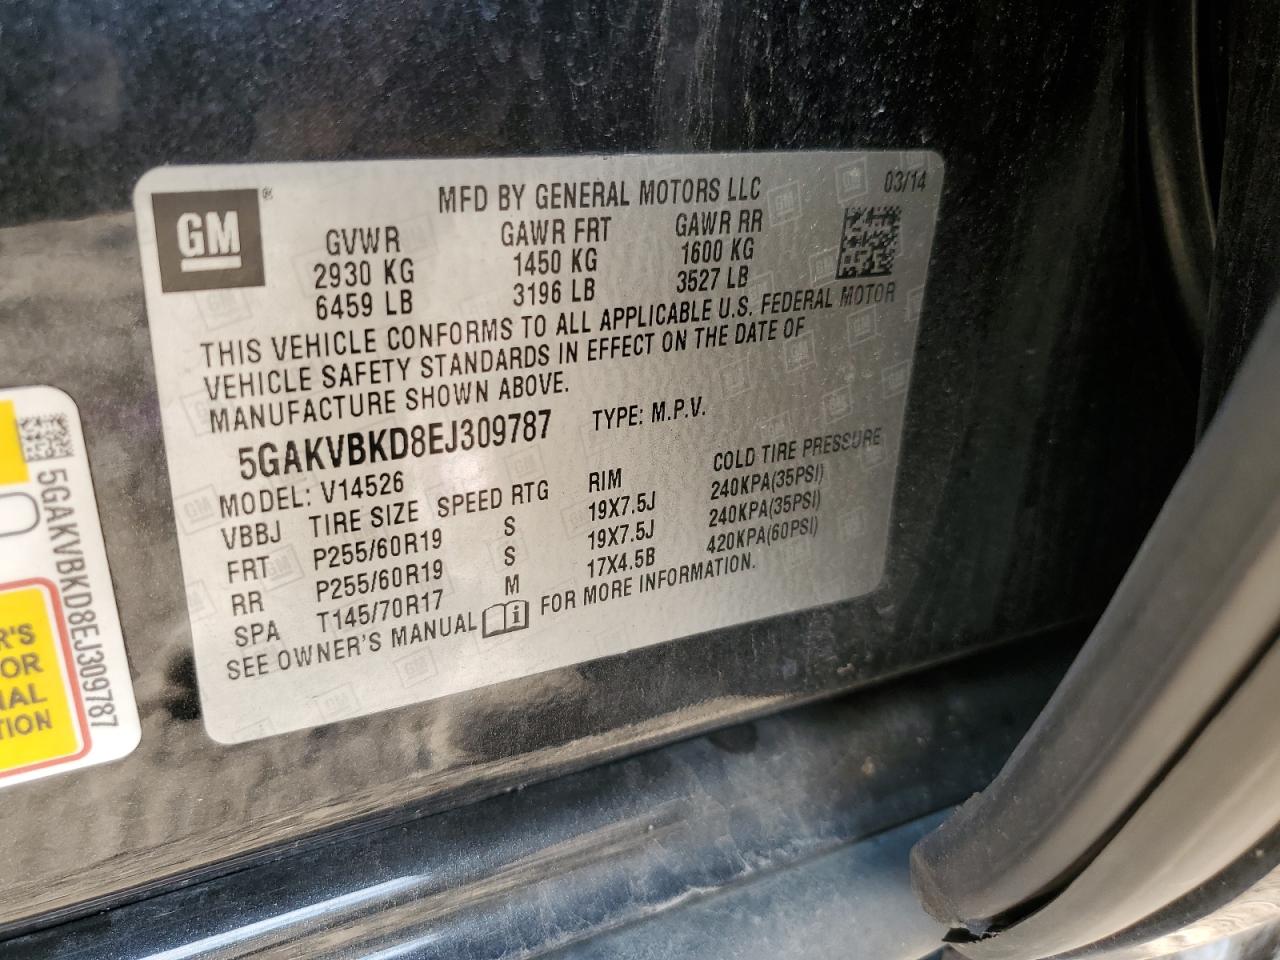 GM®
MFD BY GENERAL MOTORS LLC
03/14
GVWR GAWR FRT GAWR RR
2930 KG 1450 KG 1600 KG
6459 LB 3196 LB 3527 LB
THIS VEHICLE CONFORMS TO ALL APPLICABLE U.S. FEDERAL MOTOR
VEHICLE SAFETY STANDARDS IN EFFECT ON THE DATE OF
MANUFACTURE SHOWN ABOVE.
5GAKVBKD8EJ309787 TYPE: M.P.V.
MODEL: V14526
VBBJ TIRE SIZE SPEED RTG RIM COLD TIRE PRESSURE
FRT P255/60R19 S 19X7.5J 240KPA(35PSI)
RR P255/60R19 S 19X7.5J 240KPA(35PSI)
SPA T145/70R17 M 17X4.5B 420KPA(60PSI)
SEE OWNER'S MANUAL i FOR MORE INFORMATION.
5GAKVBKD8EJ309787
R'S
OR
IAL
TION